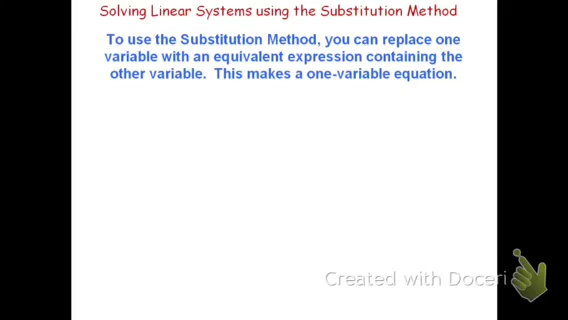 Solving Linear Systems using the Substitution Method
To use the Substitution Method, you can replace one
variable with an equivalent expression containing the
other variable.  This makes a one-variable equation.
Created with Doceri